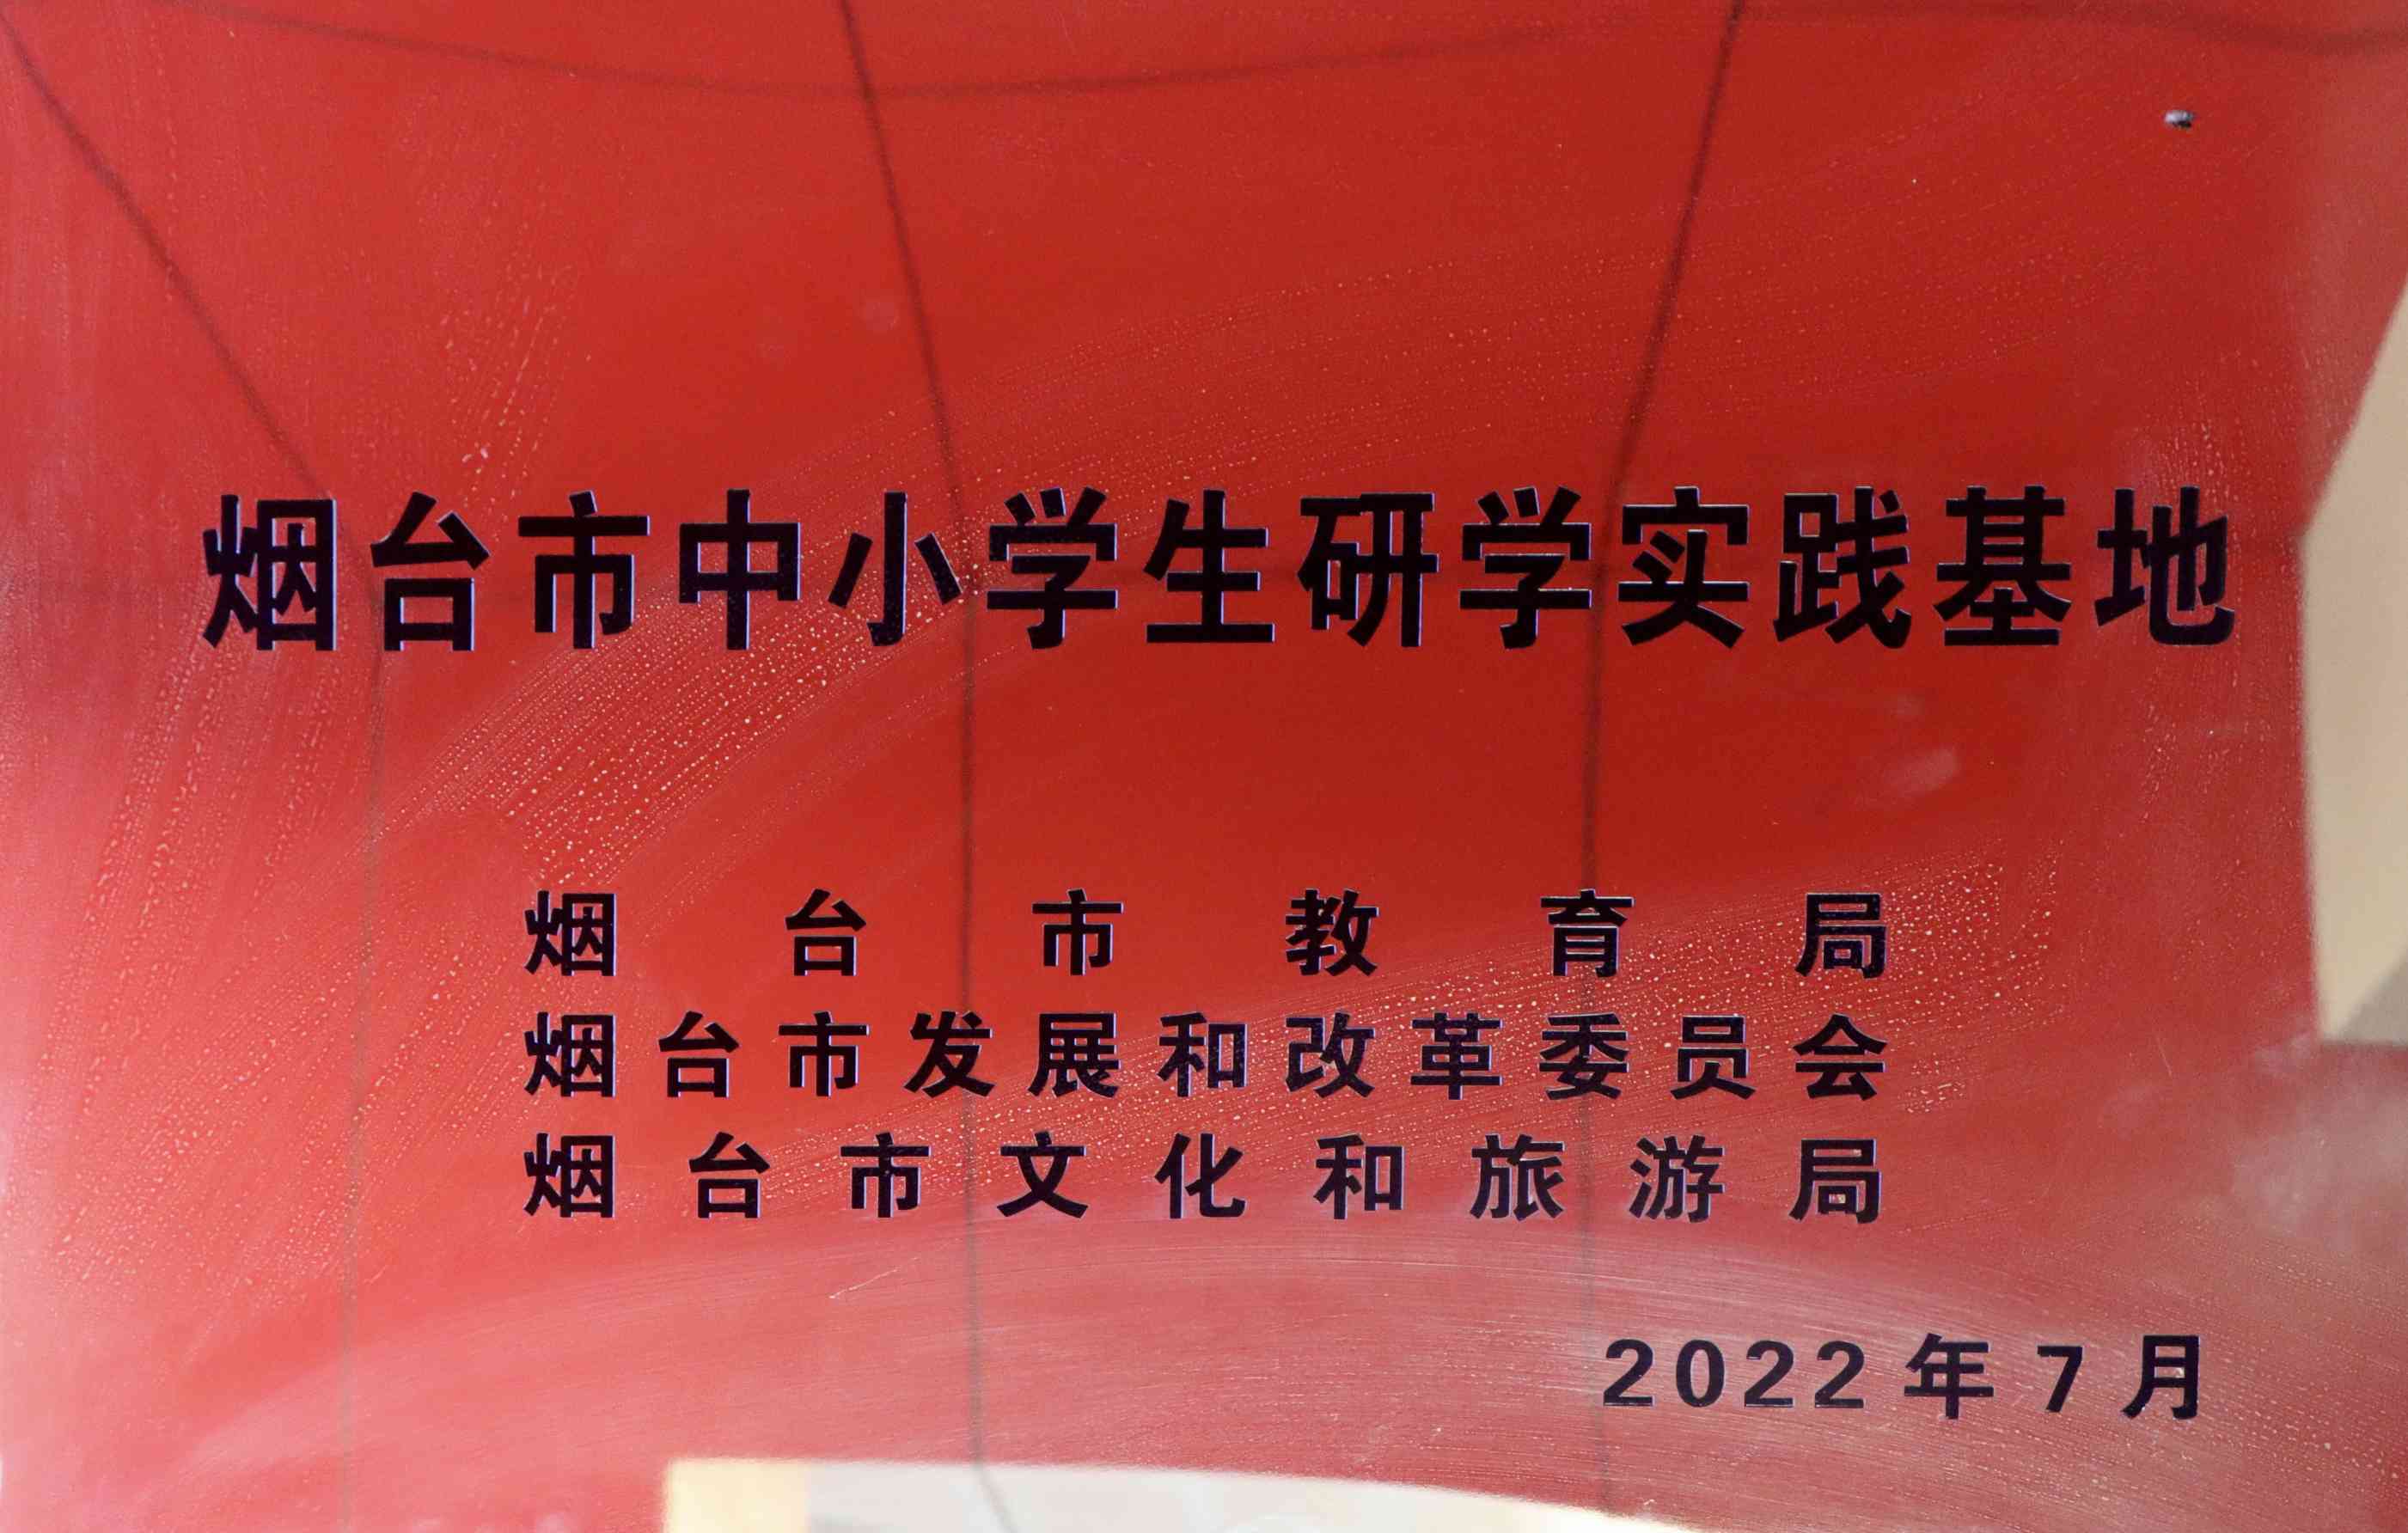 烟台市中小学生研学实践基地
烟台市教育局
烟台市发展和改革委员会
烟台市文化和旅游局
2022年7月